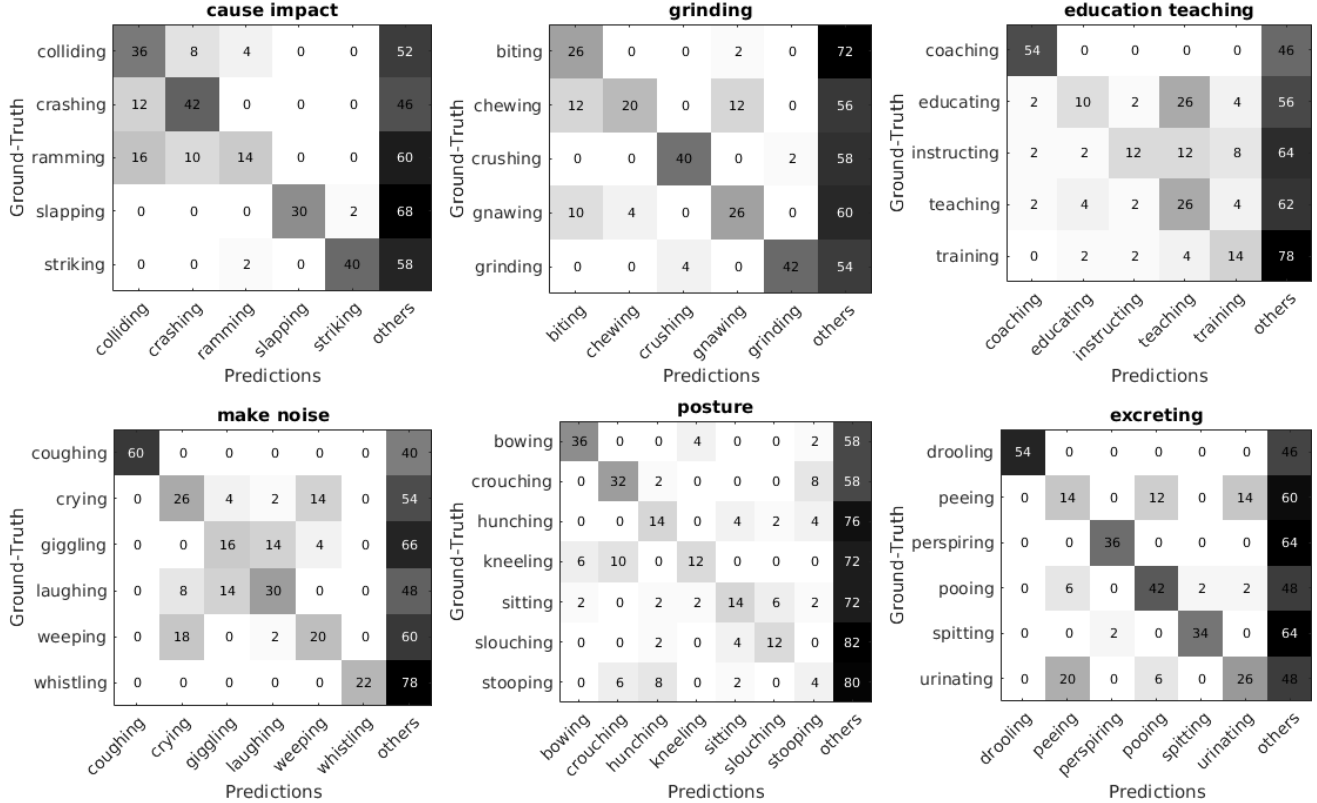 cause impact
Ground-Truth
colliding 36 8 4 0 0 52
crashing 12 42 0 0 0 46
ramming 16 10 14 0 0 60
slapping 0 0 0 30 2 68
striking 0 0 2 0 40 58
colliding crashing ramming slapping striking others
Predictions
grinding
Ground-Truth
biting 26 0 0 2 0 72
chewing 12 20 0 12 0 56
crushing 0 0 40 0 2 58
gnawing 10 4 0 26 0 60
grinding 0 0 4 0 42 54
biting chewing crushing gnawing grinding others
Predictions
education teaching
Ground-Truth
coaching 54 0 0 0 0 46
educating 2 10 2 26 4 56
instructing 2 2 12 12 8 64
teaching 2 4 2 26 4 62
training 0 2 2 4 14 78
coaching educating instructing teaching training others
Predictions
make noise
Ground-Truth
coughing 60 0 0 0 0 0 40
crying 0 26 4 2 14 0 54
giggling 0 0 16 14 4 0 66
laughing 0 8 14 30 0 0 48
weeping 0 18 0 2 20 0 60
whistling 0 0 0 0 0 22 78
coughing crying giggling laughing weeping whistling others
Predictions
posture
Ground-Truth
bowing 36 0 0 4 0 0 2 58
crouching 0 32 2 0 0 0 8 58
hunching 0 0 14 0 4 2 4 76
kneeling 6 10 0 12 0 0 0 72
sitting 2 0 2 2 14 6 2 72
slouching 0 0 2 0 4 12 0 82
stooping 0 6 8 0 2 0 4 80
bowing crouching hunching kneeling sitting slouching stooping others
Predictions
excreting
Ground-Truth
drooling 54 0 0 0 0 0 46
peeing 0 14 0 12 0 14 60
perspiring 0 0 36 0 0 0 64
pooing 0 6 0 42 2 2 48
spitting 0 0 2 0 34 0 64
urinating 0 20 0 6 0 26 48
drooling peeing perspiring pooing spitting urinating others
Predictions